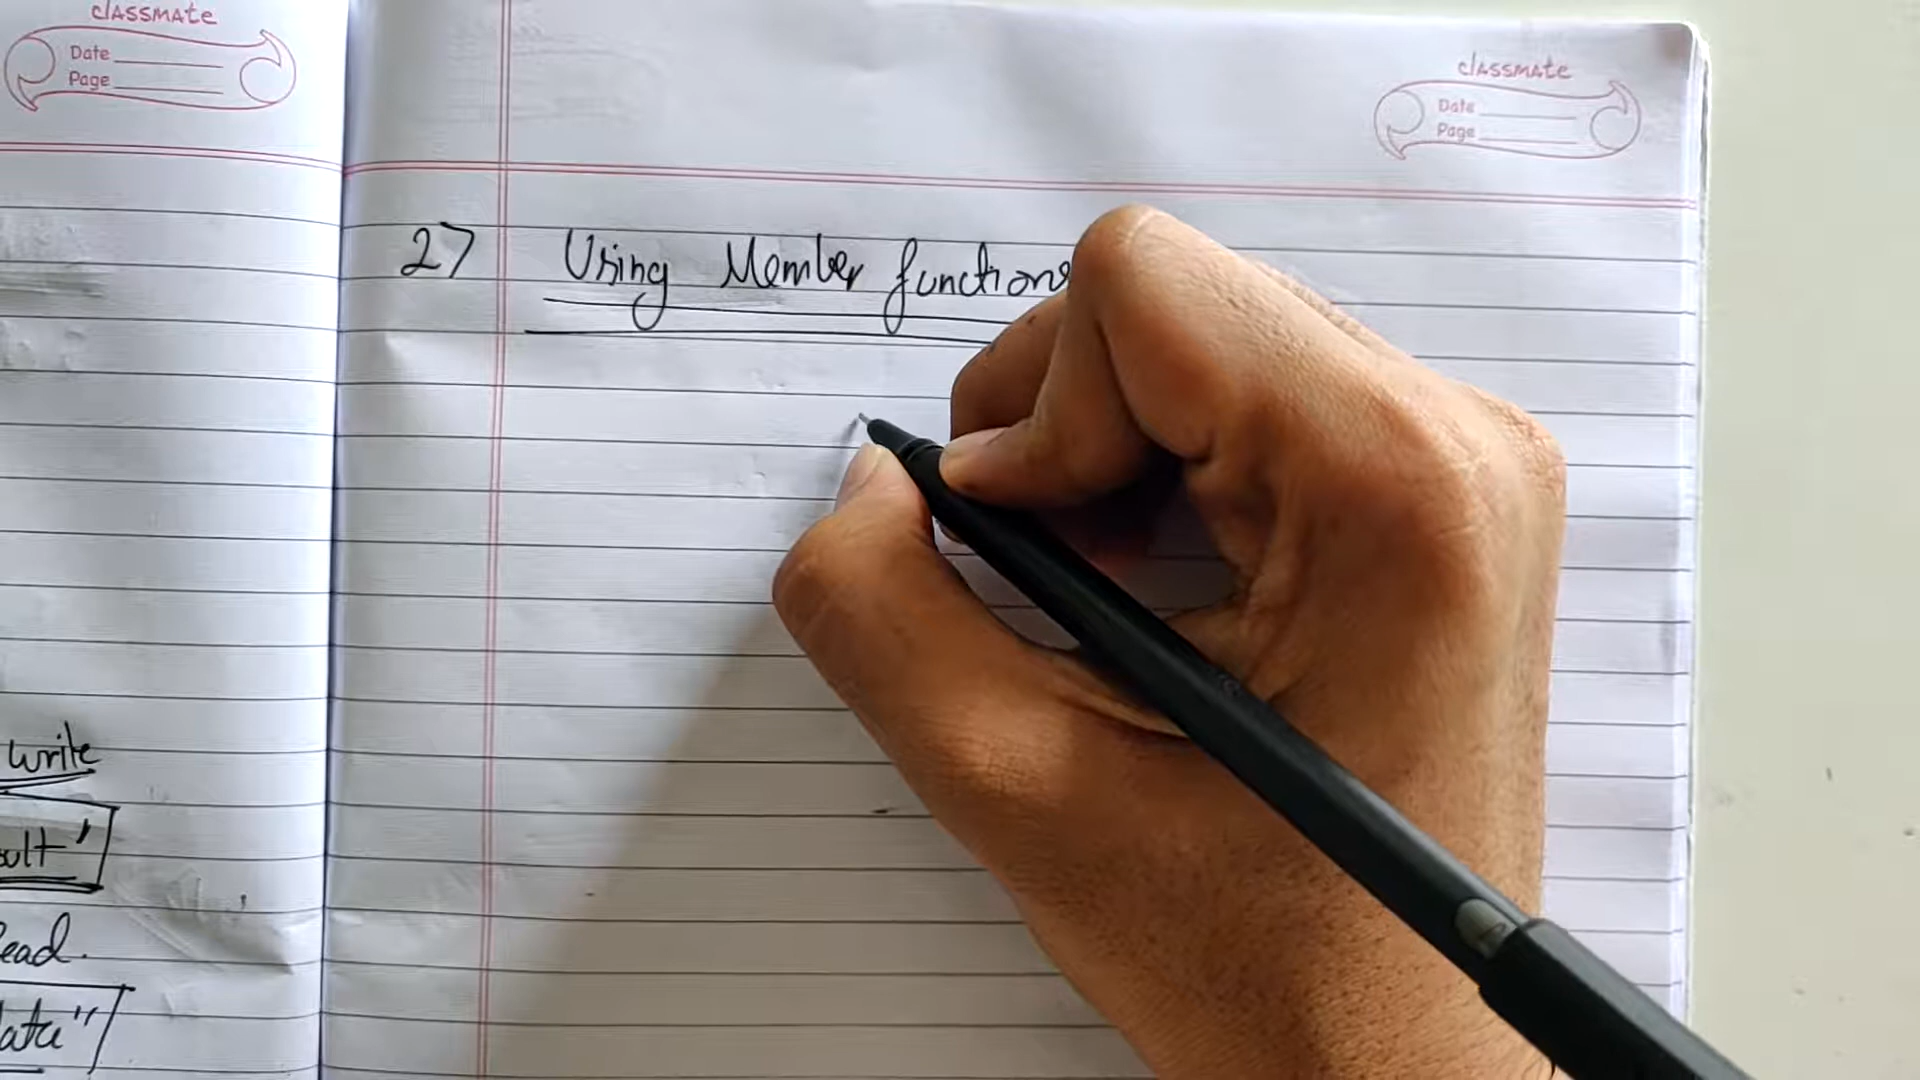 classmate
Date
Page
classmate
Date
Page
27 Using Member functions
write
ult"
ead.
ata"